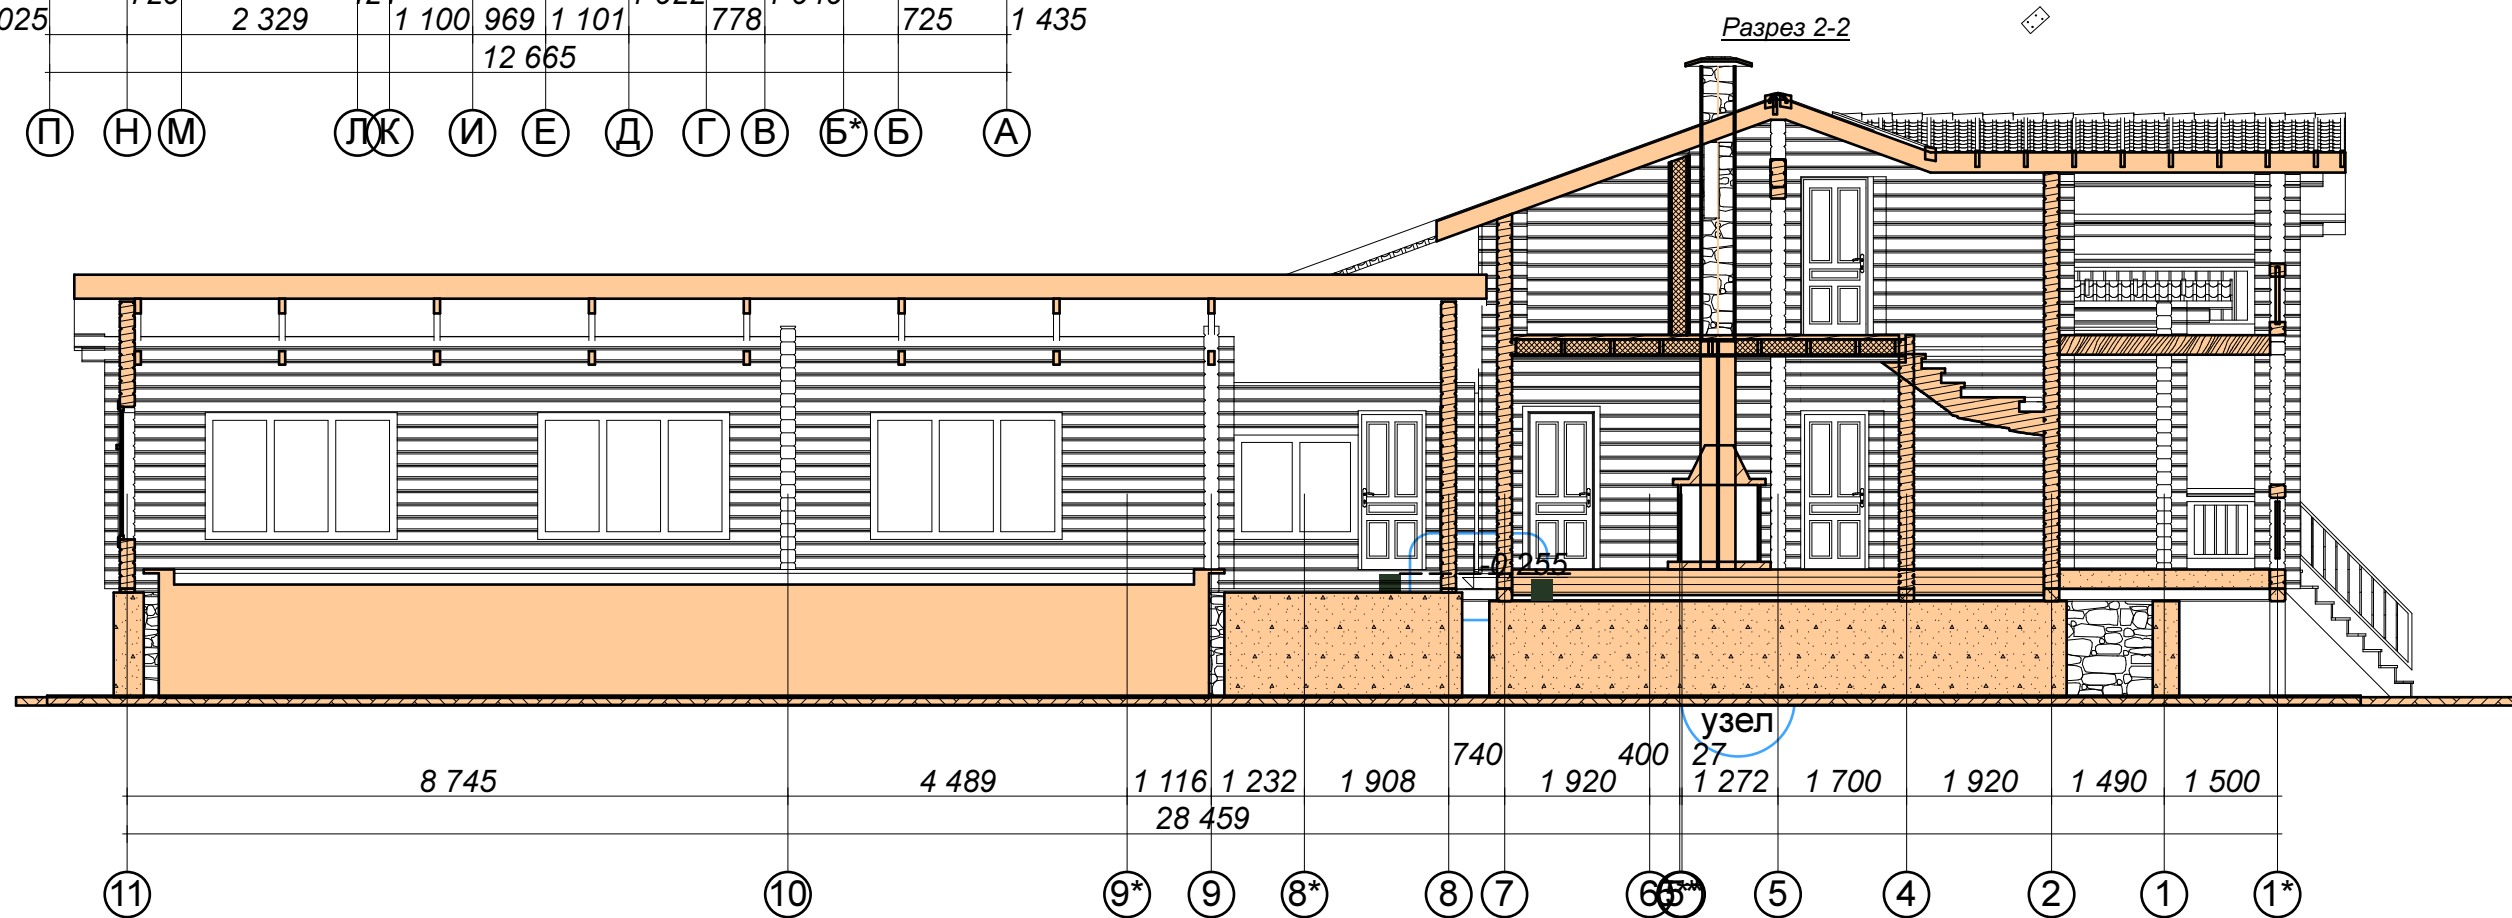 2 329 1 100 969 1 101 778 725 1 435
12 665
П Н М Л К И Е Д Г В Б* Б А
Разрез 2-2
-0,255
узел
740 400 27
8 745 4 489 1 116 1 232 1 908 1 920 1 272 1 700 1 920 1 490 1 500
28 459
11 10 9* 9 8* 8 7 6 5 4 2 1 1*